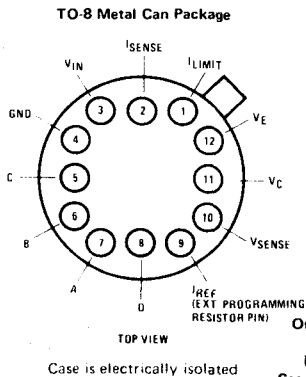 TO-8 Metal Can Package
ISENSE
VIN
ILIMIT
GND
VE
3
2
1
4
12
C
5
11
VC
6
10
B
7
8
9
VSENSE
A
D
IREF
(EXT PROGRAMMING
RESISTOR PIN)
TOP VIEW
Case is electrically isolated